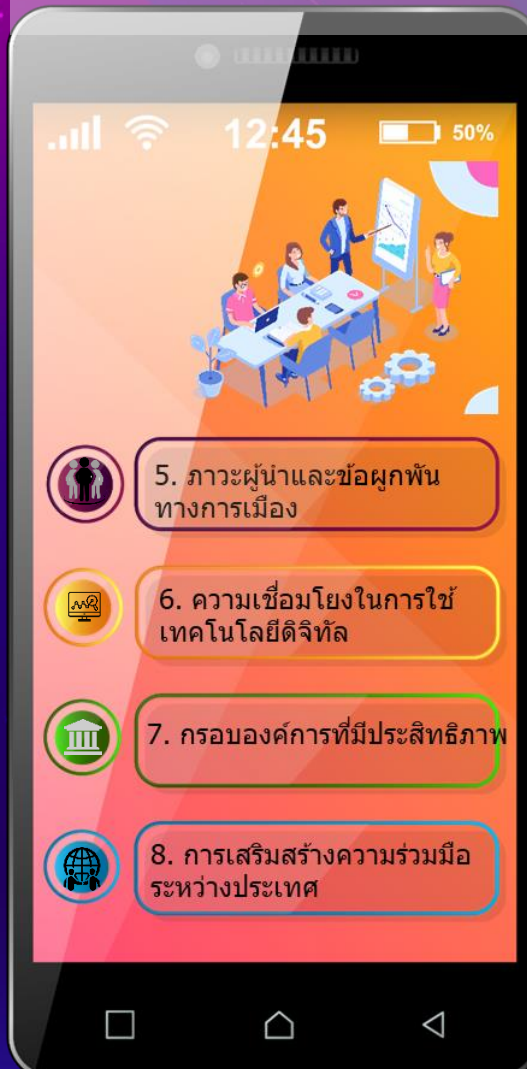 12:45
50%
5. ภาวะผู้นำและข้อผูกพัน
ทางการเมือง
6. ความเชื่อมโยงในการใช้
เทคโนโลยีดิจิทัล
7. กรอบองค์การที่มีประสิทธิภาพ
8. การเสริมสร้างความร่วมมือ
ระหว่างประเทศ